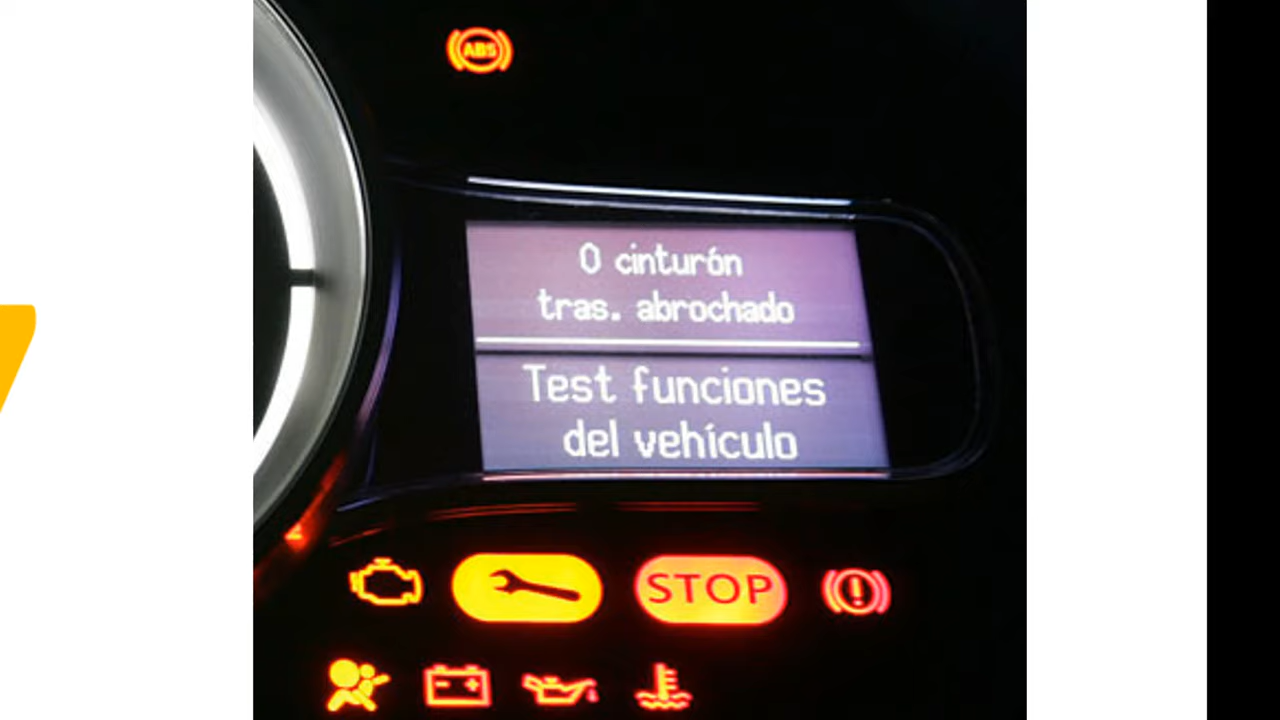 ABS
0 cinturón
tras. abrochado
Test funciones
del vehículo
STOP